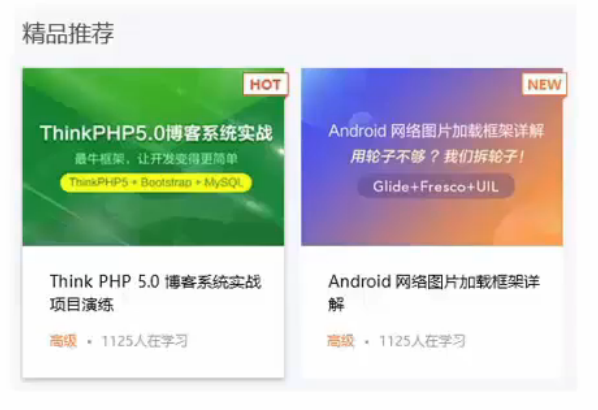 精品推荐
HOT
ThinkPHP5.0博客系统实战
最牛框架，让开发变得更简单
ThinkPHP5 + Bootstrap + MySQL
Think PHP 5.0 博客系统实战
项目演练
高级 • 1125人在学习
NEW
Android 网络图片加载框架详解
用轮子不够？我们拆轮子！
Glide+Fresco+UIL
Android 网络图片加载框架详
解
高级 • 1125人在学习